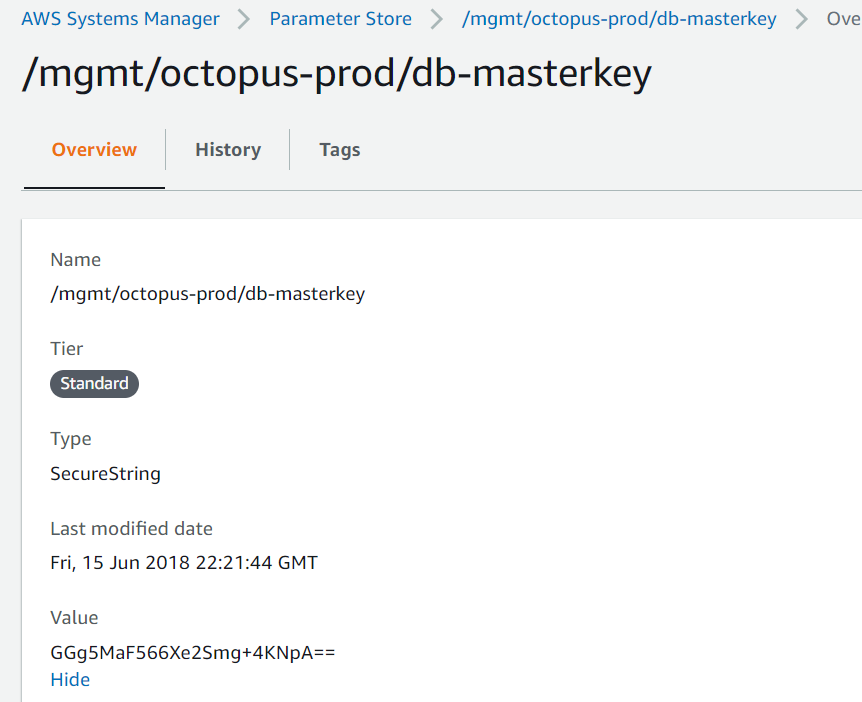 AWS Systems Manager > Parameter Store > /mgmt/octopus-prod/db-masterkey > Ove
/mgmt/octopus-prod/db-masterkey
Overview History Tags
Name
/mgmt/octopus-prod/db-masterkey
Tier
Standard
Type
SecureString
Last modified date
Fri, 15 Jun 2018 22:21:44 GMT
Value
GGg5MaF566Xe2Smg+4KNpA==
Hide